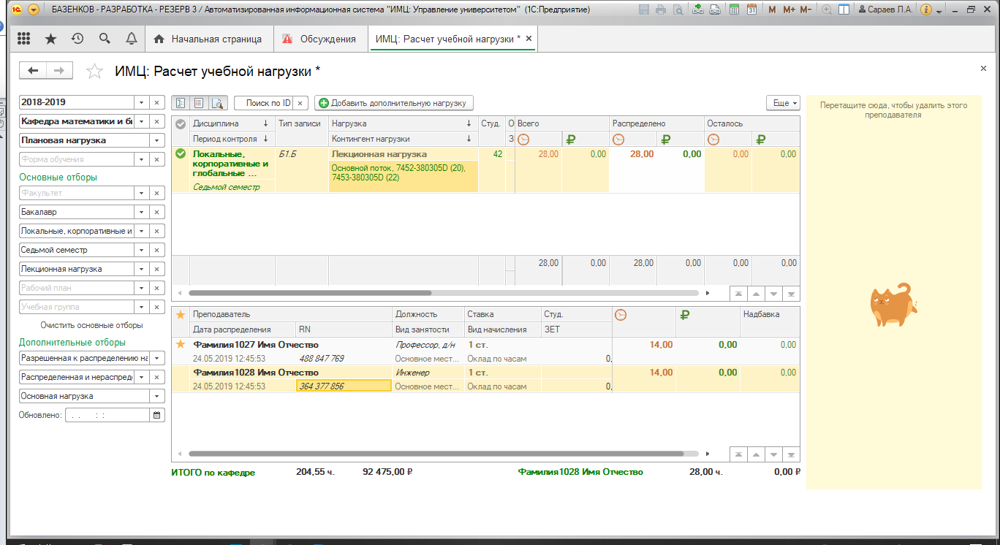 БАЗЕНКОВ - РАЗРАБОТКА - РЕЗЕРВ 3 / Автоматизированная информационная система "ИМЦ: Управление университетом" (1С:Предприятие)
M M+ M- Сараев Л.А.
Начальная страница Обсуждения ИМЦ: Расчет учебной нагрузки * ×
ИМЦ: Расчет учебной нагрузки *
2018-2019
Кафедра математики и би
Плановая нагрузка
Форма обучения
Основные отборы
Факультет
Бакалавр
Локальные, корпоративные и
Седьмой семестр
Лекционная нагрузка
Рабочий план
Учебная группа
Очистить основные отборы
Дополнительные отборы
Разрешенная к распределению на
Распределенная и нераспред
Основная нагрузка
Обновлено: . . : :
Поиск по ID × Добавить дополнительную нагрузку Еще
Дисциплина Тип записи Нагрузка Студ. О Всего Распределено Осталось
Период контроля Контингент нагрузки З ₽ ₽ ₽
Локальные, корпоративные и глобальные ... Б1.Б Лекционная нагрузка 42 28,00 0,00 28,00 0,00 0,00 0,00
Основной поток, 7452-380305D (20),
7453-380305D (22)
Седьмой семестр
28,00 0,00 28,00 0,00 0,00 0,00
Преподаватель Должность Ставка Студ. ₽ Надбавка
Дата распределения RN Вид занятости Вид начисления ЗЕТ
Фамилия1027 Имя Отчество Профессор, д/н 1 ст. 14,00 0,00 0,00
24.05.2019 12:45:53 488 847 769 Основное мест... Оклад по часам 0,
Фамилия1028 Имя Отчество Инженер 1 ст. 14,00 0,00 0,00
24.05.2019 12:45:53 364 377 856 Основное мест... Оклад по часам 0,
ИТОГО по кафедре 204,55 ч. 92 475,00 ₽ Фамилия1028 Имя Отчество 28,00 ч. 0,00 ₽
Перетащите сюда, чтобы удалить этого
преподавателя